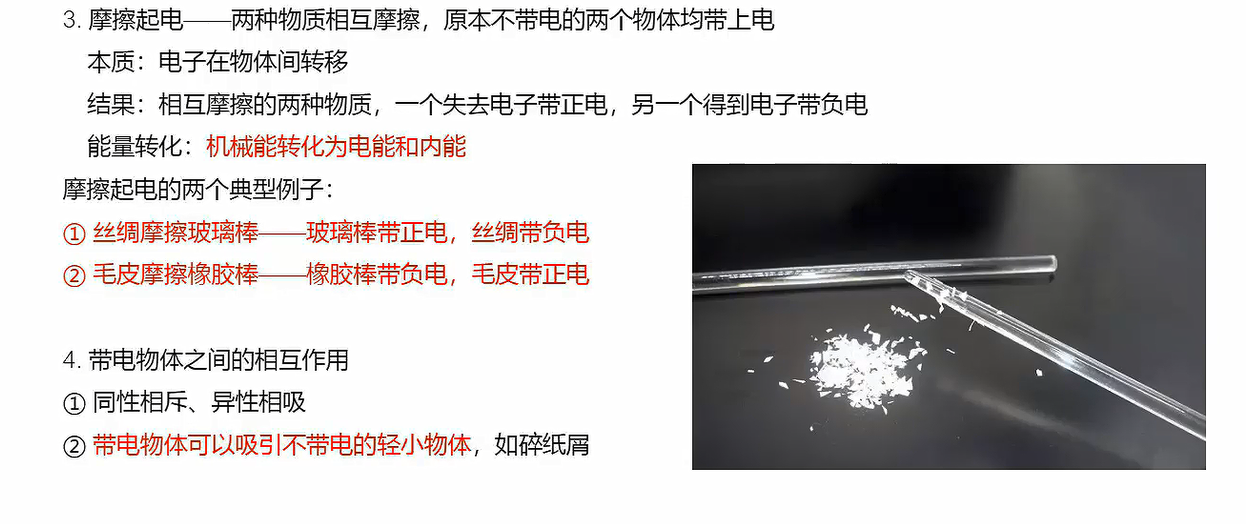 3. 摩擦起电——两种物质相互摩擦，原本不带电的两个物体均带上电
本质：电子在物体间转移
结果：相互摩擦的两种物质，一个失去电子带正电，另一个得到电子带负电
能量转化：机械能转化为电能和内能
摩擦起电的两个典型例子：
① 丝绸摩擦玻璃棒——玻璃棒带正电，丝绸带负电
② 毛皮摩擦橡胶棒——橡胶棒带负电，毛皮带正电
4. 带电物体之间的相互作用
① 同性相斥、异性相吸
② 带电物体可以吸引不带电的轻小物体，如碎纸屑